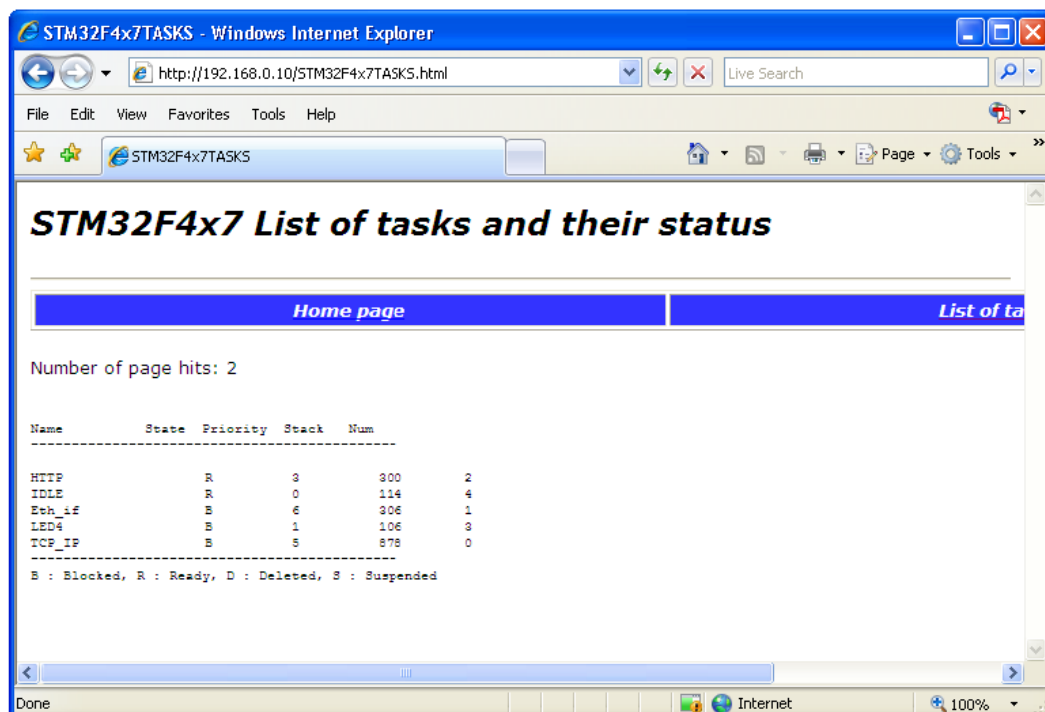 STM32F4x7TASKS - Windows Internet Explorer
http://192.168.0.10/STM32F4x7TASKS.html Live Search
File Edit View Favorites Tools Help
STM32F4x7TASKS Page Tools »
STM32F4x7 List of tasks and their status
Home page List of ta
Number of page hits: 2
Name State Priority Stack Num
---------------------------------------------
HTTP R 3 300 2
IDLE R 0 114 4
Eth_if B 6 306 1
LED4 B 1 106 3
TCP_IP B 5 878 0
---------------------------------------------
B : Blocked, R : Ready, D : Deleted, S : Suspended
Done Internet 100%